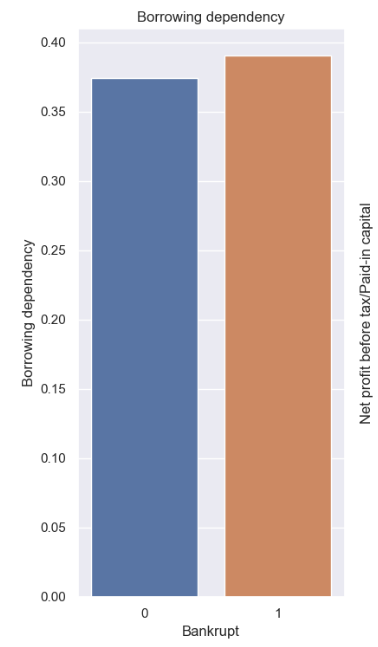 Borrowing dependency
0.40
0.35
0.30
0.25
0.20
0.15
0.10
0.05
0.00
Borrowing dependency
0
1
Bankrupt
Net profit before tax/Paid-in capital